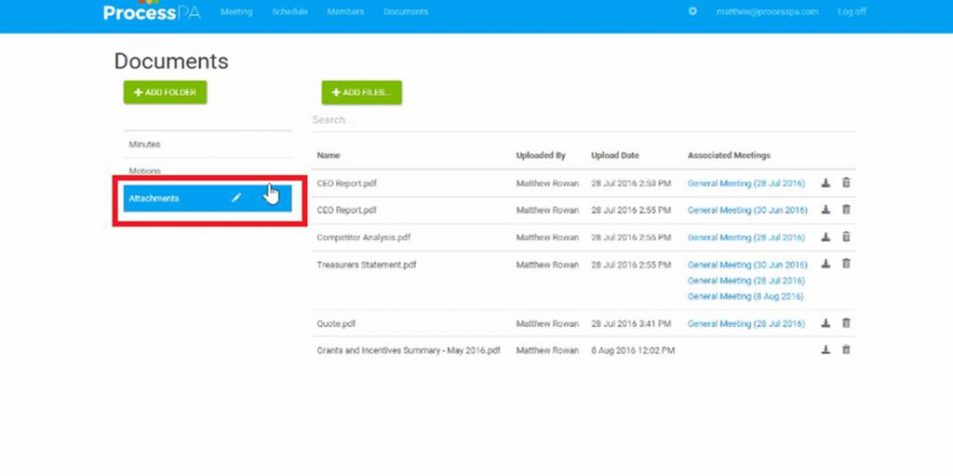 ProcessPA Meeting Schedule Members Documents matthew@processpa.com Log off
Documents
+ ADD FOLDER + ADD FILES...
Search...
Minutes
Motions
Attachments
Name Uploaded By Upload Date Associated Meetings
CEO Report.pdf Matthew Rowan 28 Jul 2016 2:53 PM General Meeting (28 Jul 2016)
CEO Report.pdf Matthew Rowan 28 Jul 2016 2:55 PM General Meeting (30 Jun 2016)
Competitor Analysis.pdf Matthew Rowan 28 Jul 2016 2:55 PM General Meeting (28 Jul 2016)
Treasurers Statement.pdf Matthew Rowan 28 Jul 2016 2:55 PM General Meeting (30 Jun 2016)
General Meeting (28 Jul 2016)
General Meeting (8 Aug 2016)
Quote.pdf Matthew Rowan 28 Jul 2016 3:41 PM General Meeting (28 Jul 2016)
Grants and Incentives Summary - May 2016.pdf Matthew Rowan 8 Aug 2016 12:02 PM